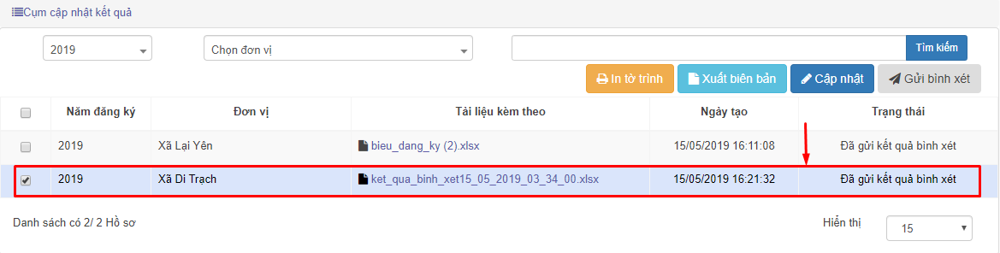 Cụm cập nhật kết quả
2019 Chọn đơn vị Tìm kiếm
In tờ trình Xuất biên bản Cập nhật Gửi bình xét
Năm đăng ký Đơn vị Tài liệu kèm theo Ngày tạo Trạng thái
2019 Xã Lại Yên bieu_dang_ky (2).xlsx 15/05/2019 16:11:08 Đã gửi kết quả bình xét
2019 Xã Di Trạch ket_qua_binh_xet15_05_2019_03_34_00.xlsx 15/05/2019 16:21:32 Đã gửi kết quả bình xét
Danh sách có 2/ 2 Hồ sơ Hiển thị 15